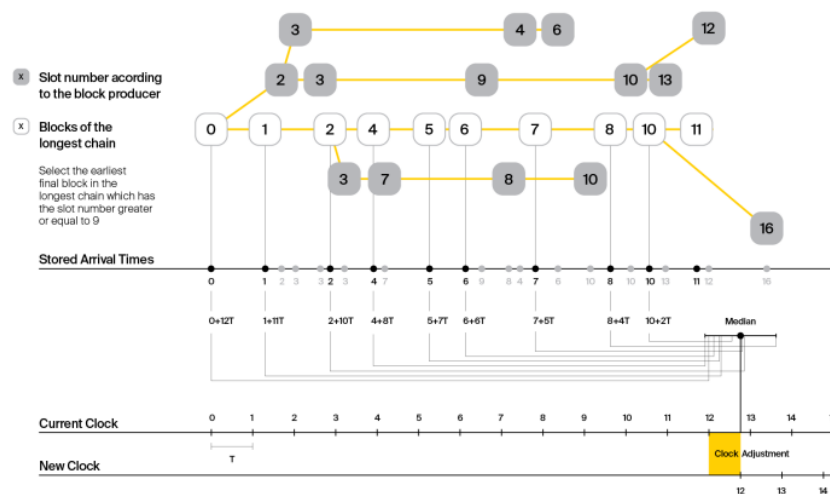 3 4 6 12
x Slot number acording
to the block producer
2 3 9 10 13
x Blocks of the
longest chain
0 1 2 4 5 6 7 8 10 11
Select the earliest
final block in the
longest chain which has
the slot number greater
or equal to 9
3 7 8 10
16
Stored Arrival Times
0 1 2 3 3 2 3 4 7 5 6 9 8 4 7 6 10 8 10 10 13 11 12 16
0+12T 1+11T 2+10T 4+8T 5+7T 6+6T 7+5T 8+4T 10+2T Median
Current Clock 0 1 2 3 4 5 6 7 8 9 10 11 12 13 14
T
Clock Adjustment
New Clock
12 13 14